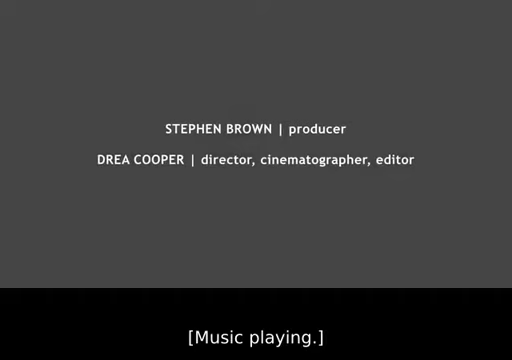 STEPHEN BROWN | producer
DREA COOPER | director, cinematographer, editor
[Music playing.]